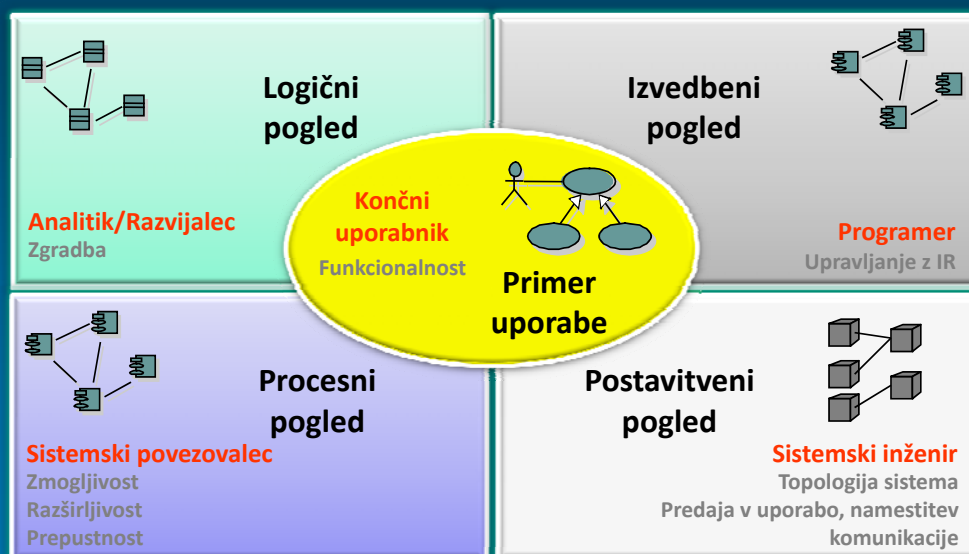 Logični
pogled
Analitik/Razvijalec
Zgradba
Izvedbeni
pogled
Programer
Upravljanje z IR
Končni
uporabnik
Funkcionalnost
Primer
uporabe
Procesni
pogled
Sistemski povezovalec
Zmogljivost
Razširljivost
Prepustnost
Postavitveni
pogled
Sistemski inženir
Topologija sistema
Predaja v uporabo, namestitev
komunikacije